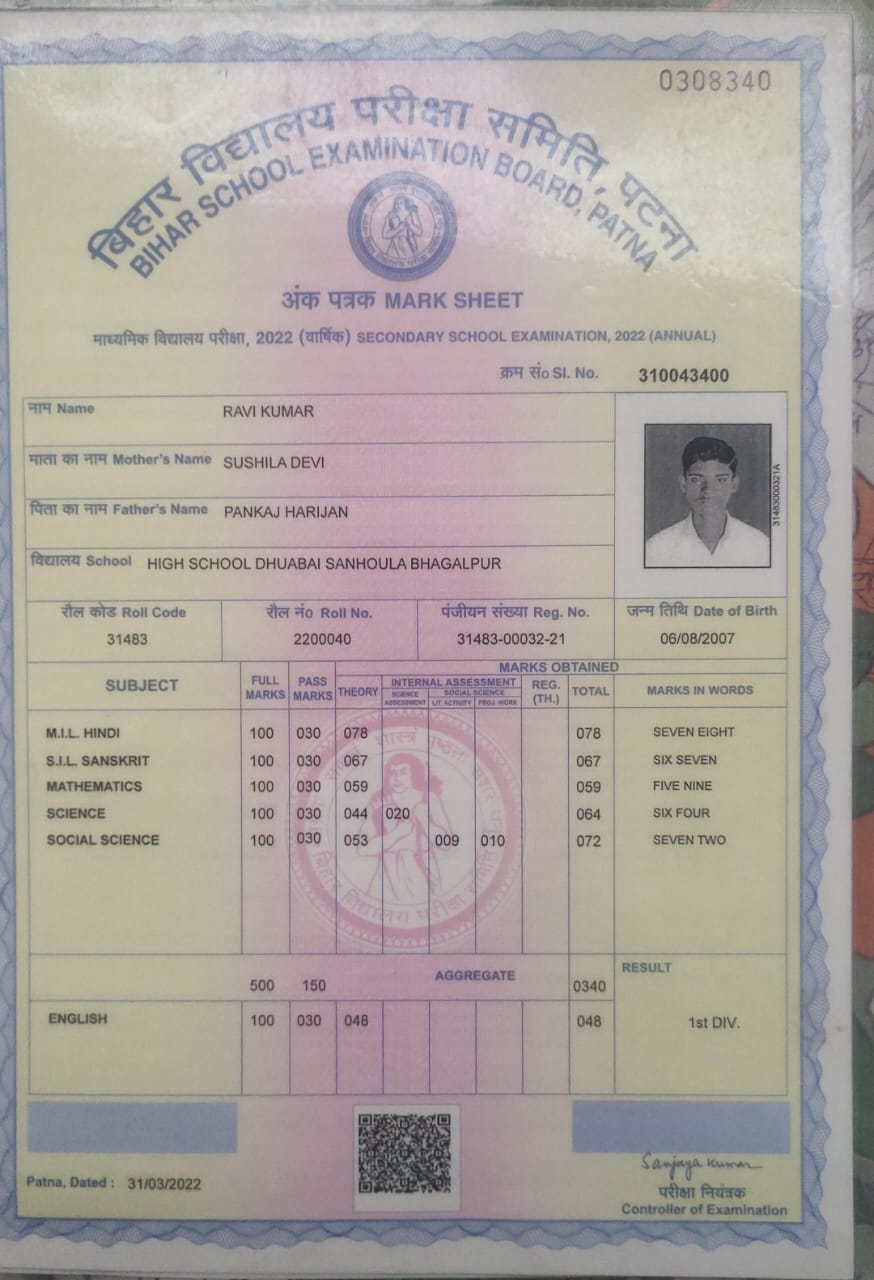 0308340
बिहार विद्यालय परीक्षा समिति, पटना
BIHAR SCHOOL EXAMINATION BOARD, PATNA
अंक पत्रक MARK SHEET
माध्यमिक विद्यालय परीक्षा, 2022 (वार्षिक) SECONDARY SCHOOL EXAMINATION, 2022 (ANNUAL)
क्रम सं० Sl. No. 310043400
नाम Name RAVI KUMAR
माता का नाम Mother's Name SUSHILA DEVI
पिता का नाम Father's Name PANKAJ HARIJAN
विद्यालय School HIGH SCHOOL DHUABAI SANHOULA BHAGALPUR
314830000321A
रौल कोड Roll Code रौल नं० Roll No. पंजीयन संख्या Reg. No. जन्म तिथि Date of Birth
31483 2200040 31483-00032-21 06/08/2007
MARKS OBTAINED
SUBJECT FULL MARKS PASS MARKS THEORY INTERNAL ASSESSMENT REG. (TH.) TOTAL MARKS IN WORDS
SCIENCE ASSESSMENT SOCIAL SCIENCE
LIT. ACTIVITY PROJ. WORK
M.I.L. HINDI 100 030 078 078 SEVEN EIGHT
S.I.L. SANSKRIT 100 030 067 067 SIX SEVEN
MATHEMATICS 100 030 059 059 FIVE NINE
SCIENCE 100 030 044 020 064 SIX FOUR
SOCIAL SCIENCE 100 030 053 009 010 072 SEVEN TWO
बिहार विद्यालय परीक्षा समिति
500 150 AGGREGATE 0340 RESULT
ENGLISH 100 030 048 048 1st DIV.
Patna, Dated : 31/03/2022
Sanjaya Kumar
परीक्षा नियंत्रक
Controller of Examination